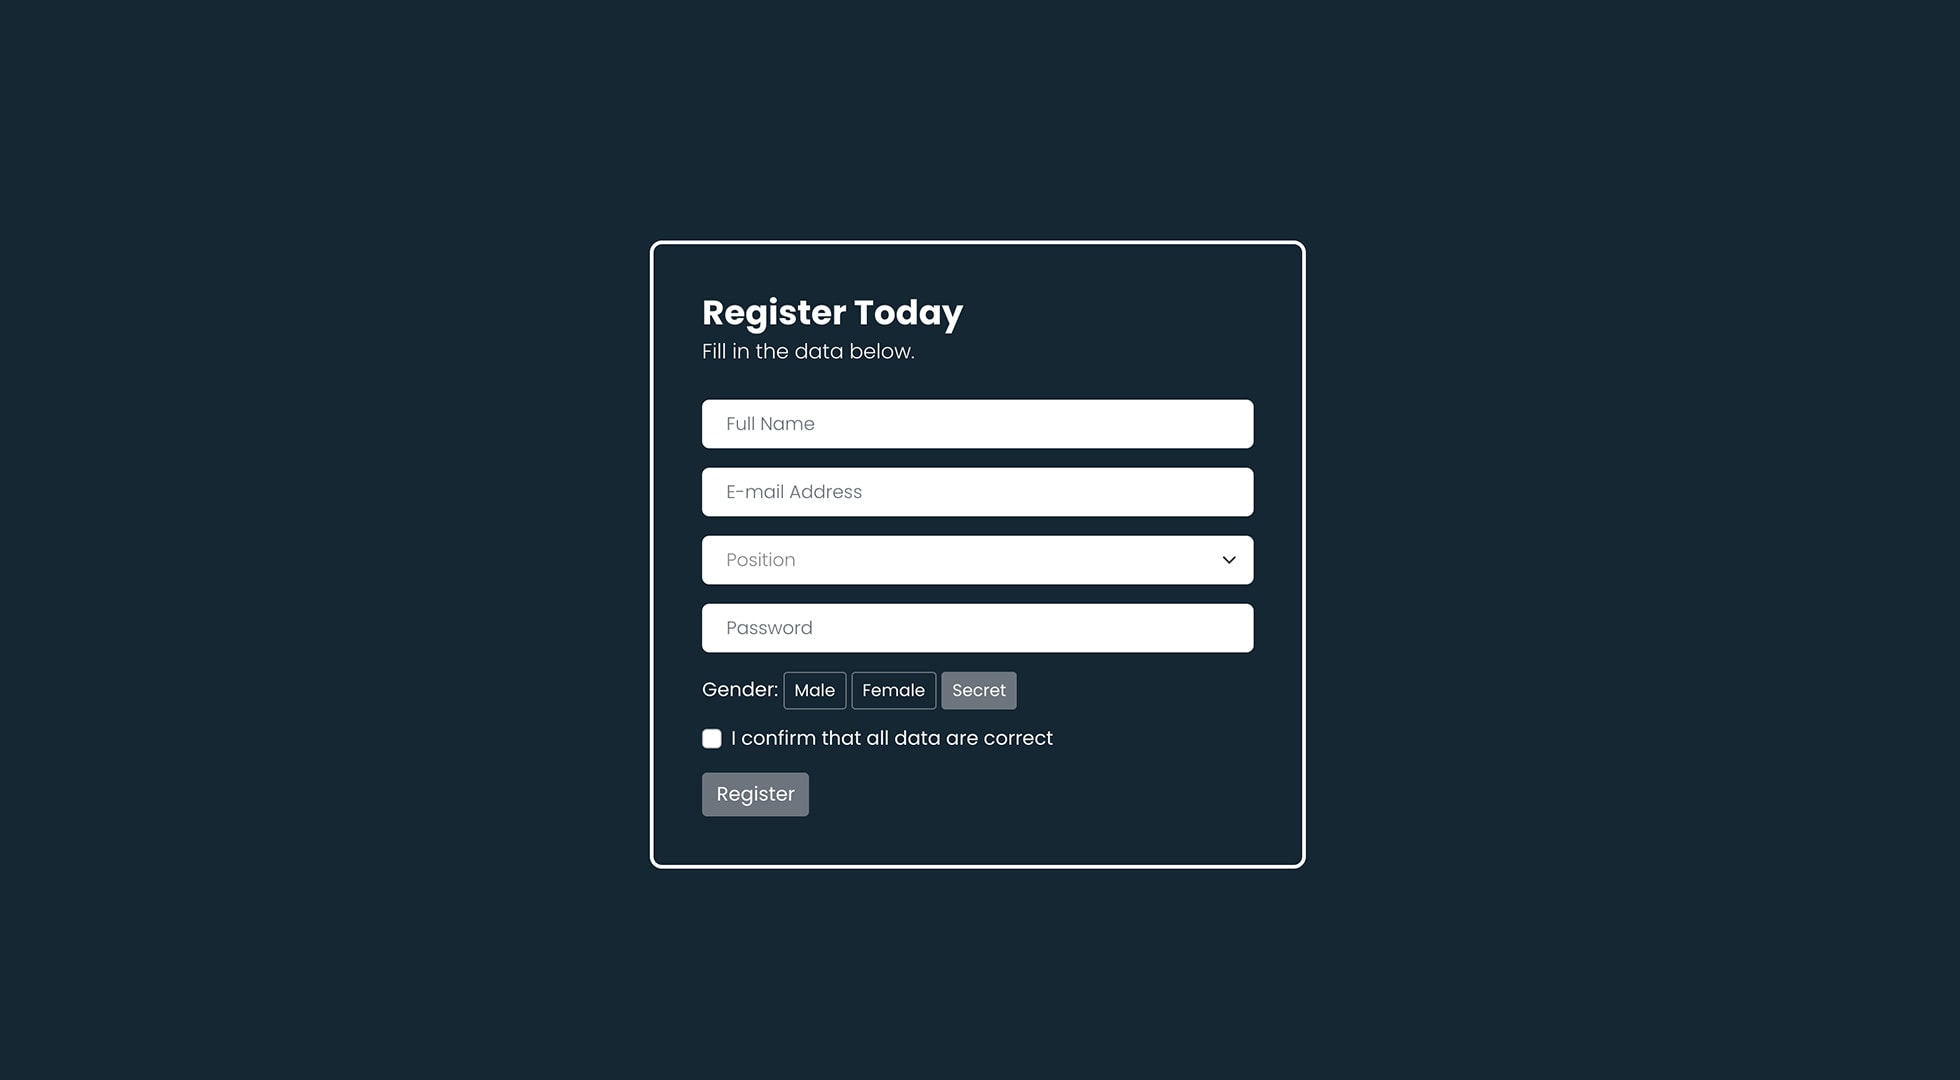 Register Today
Fill in the data below.
Full Name
E-mail Address
Position
Password
Gender: Male Female Secret
I confirm that all data are correct
Register